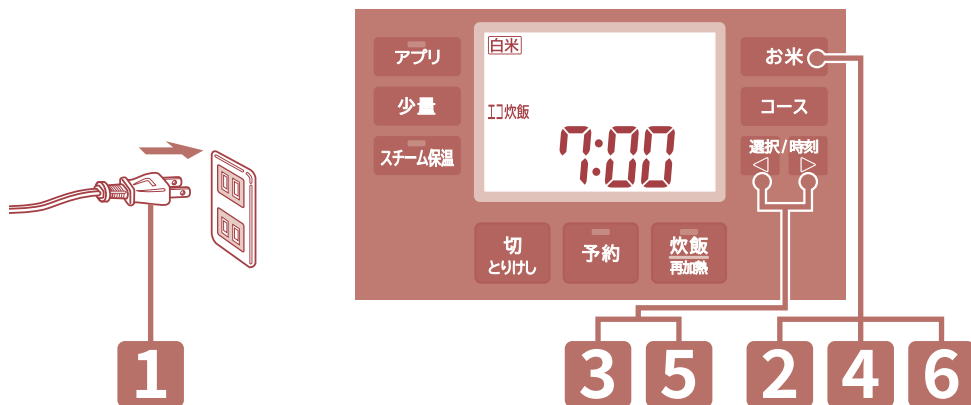 アプリ
少量
スチーム保温
白米
エコ炊飯
7:00
お米
コース
選択/時刻
切
とりけし
予約
炊飯
再加熱
1
3
5
2
4
6